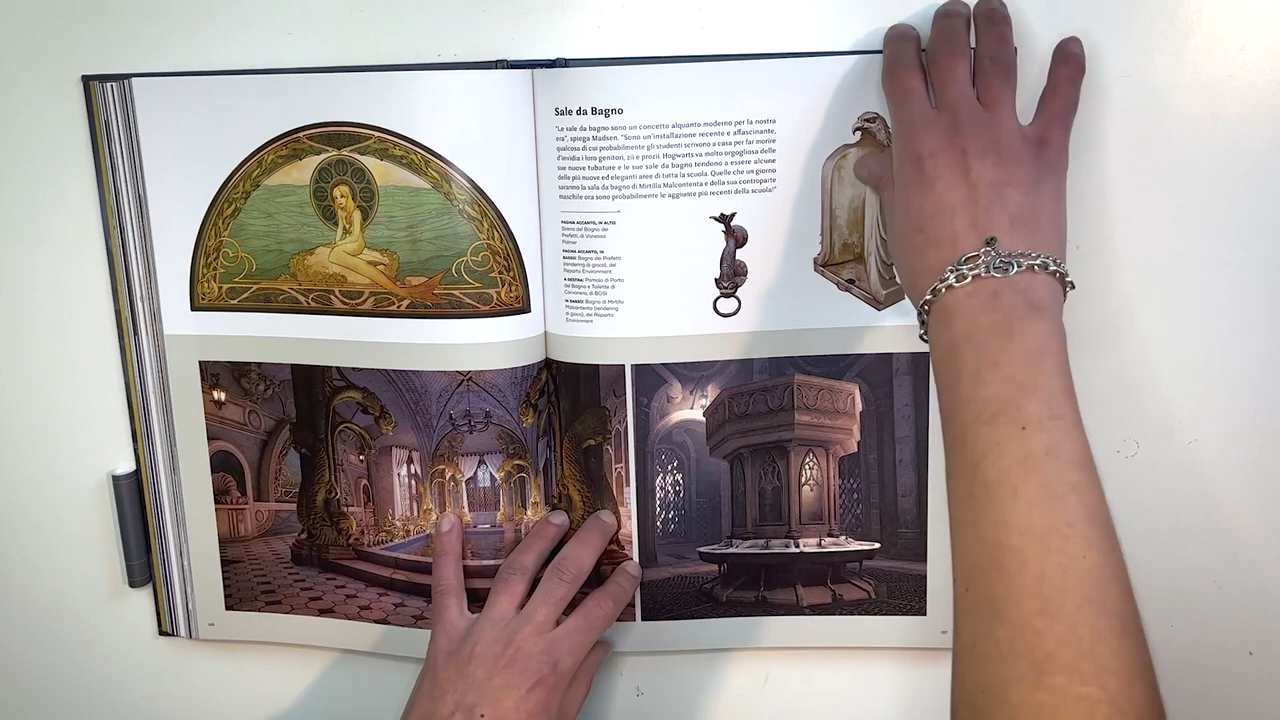 Sale da Bagno
"Le sale da bagno sono un concetto alquanto moderno per la nostra
era", spiega Madsen. "Sono un'installazione recente e affascinante,
qualcosa di cui probabilmente gli studenti scrivono a casa per far morire
d'invidia i loro genitori, zii e prozii. Hogwarts va molto orgogliosa delle
sue nuove tubature e le sue sale da bagno tendono a essere alcune
delle più nuove ed eleganti aree di tutta la scuola. Quelle che un giorno
saranno la sala da bagno di Mirtilla Malcontenta e della sua controparte
maschile ora sono probabilmente le aggiunte più recenti della scuola!"
PAGINA ACCANTO, IN ALTO:
Sirena del Bagno dei
Prefetti, di Vanessa
Palmer
PAGINA ACCANTO, IN
BASSO: Bagno dei Prefetti
(rendering di gioco), del
Reparto Environment
A DESTRA: Pomolo di Porta
del Bagno e Toilette di
Corvonero, di BOSI
IN BASSO: Bagno di Mirtilla
Malcontenta (rendering
di gioco), del Reparto
Environment